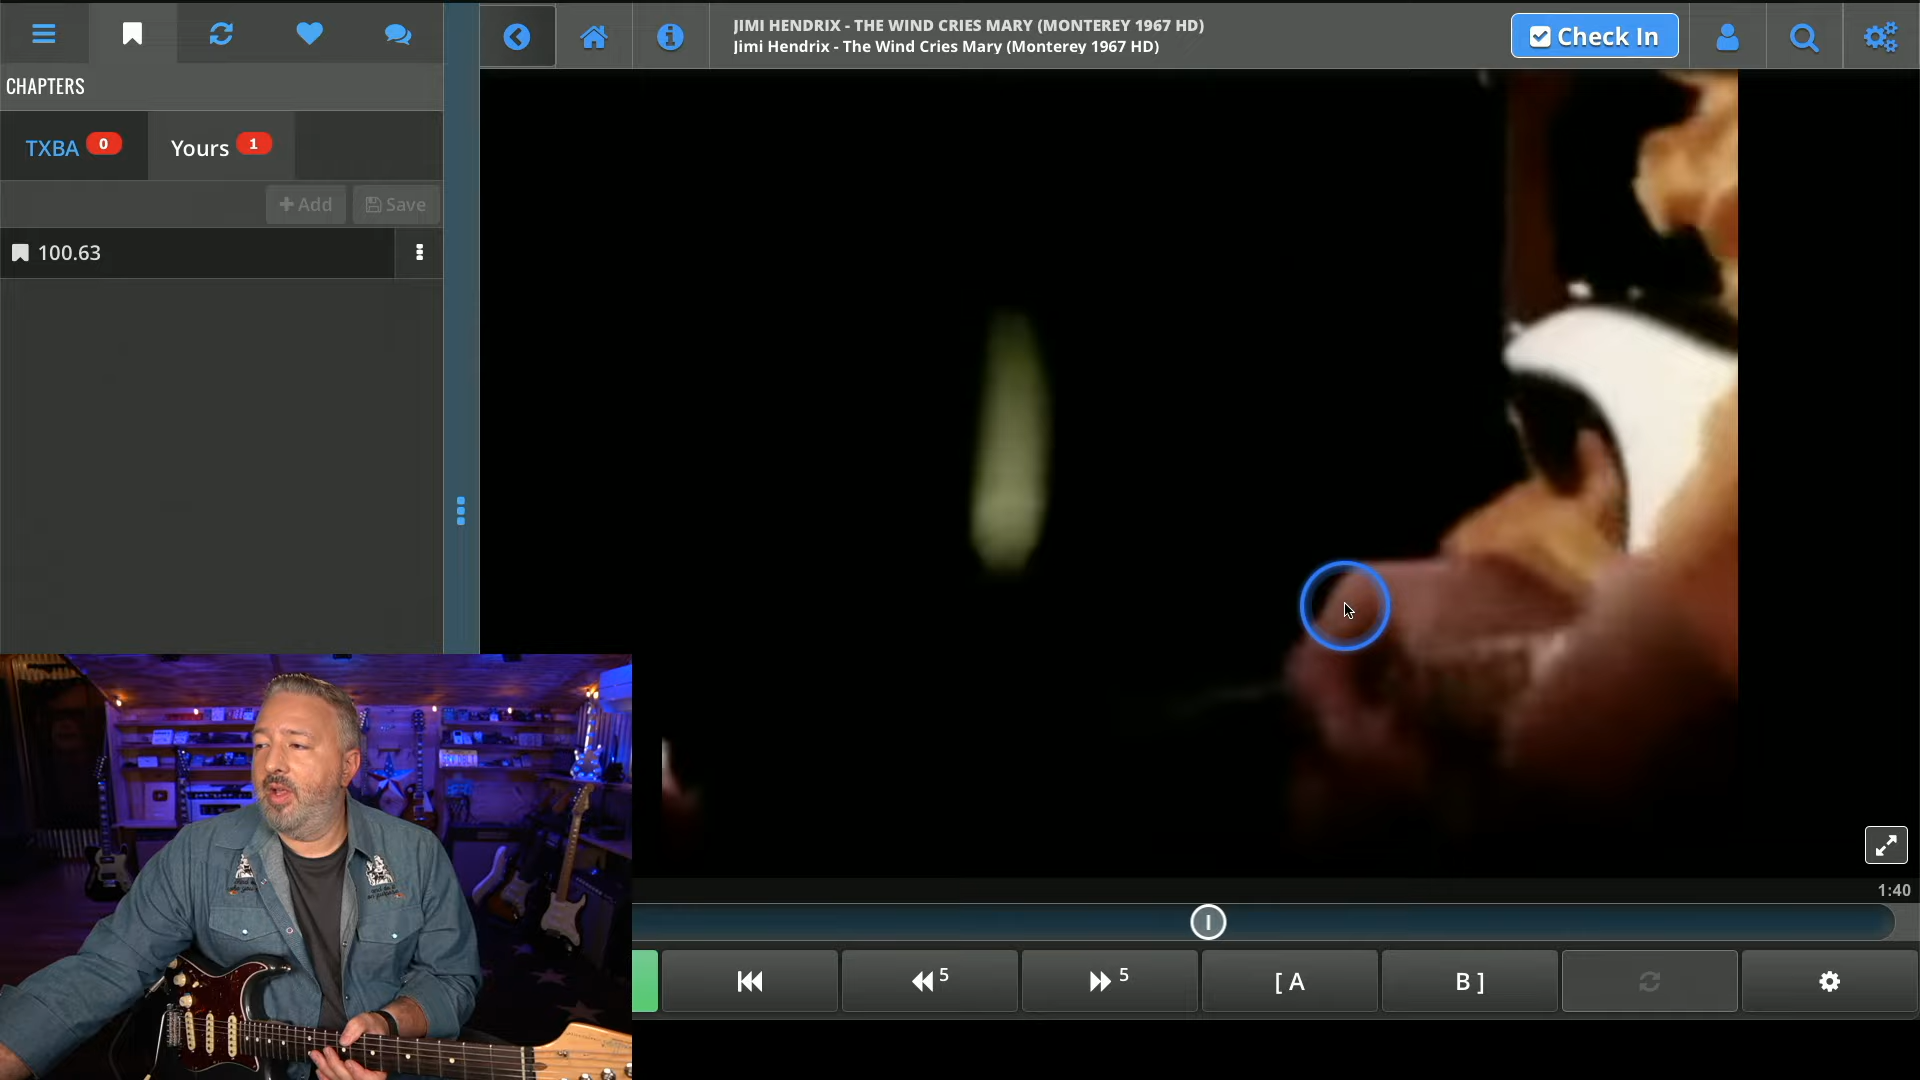 JIMI HENDRIX - THE WIND CRIES MARY (MONTEREY 1967 HD)
Jimi Hendrix - The Wind Cries Mary (Monterey 1967 HD)
Check In
CHAPTERS
TXBA 0
Yours 1
+ Add
Save
100.63
1:40
5
5
[ A
B ]